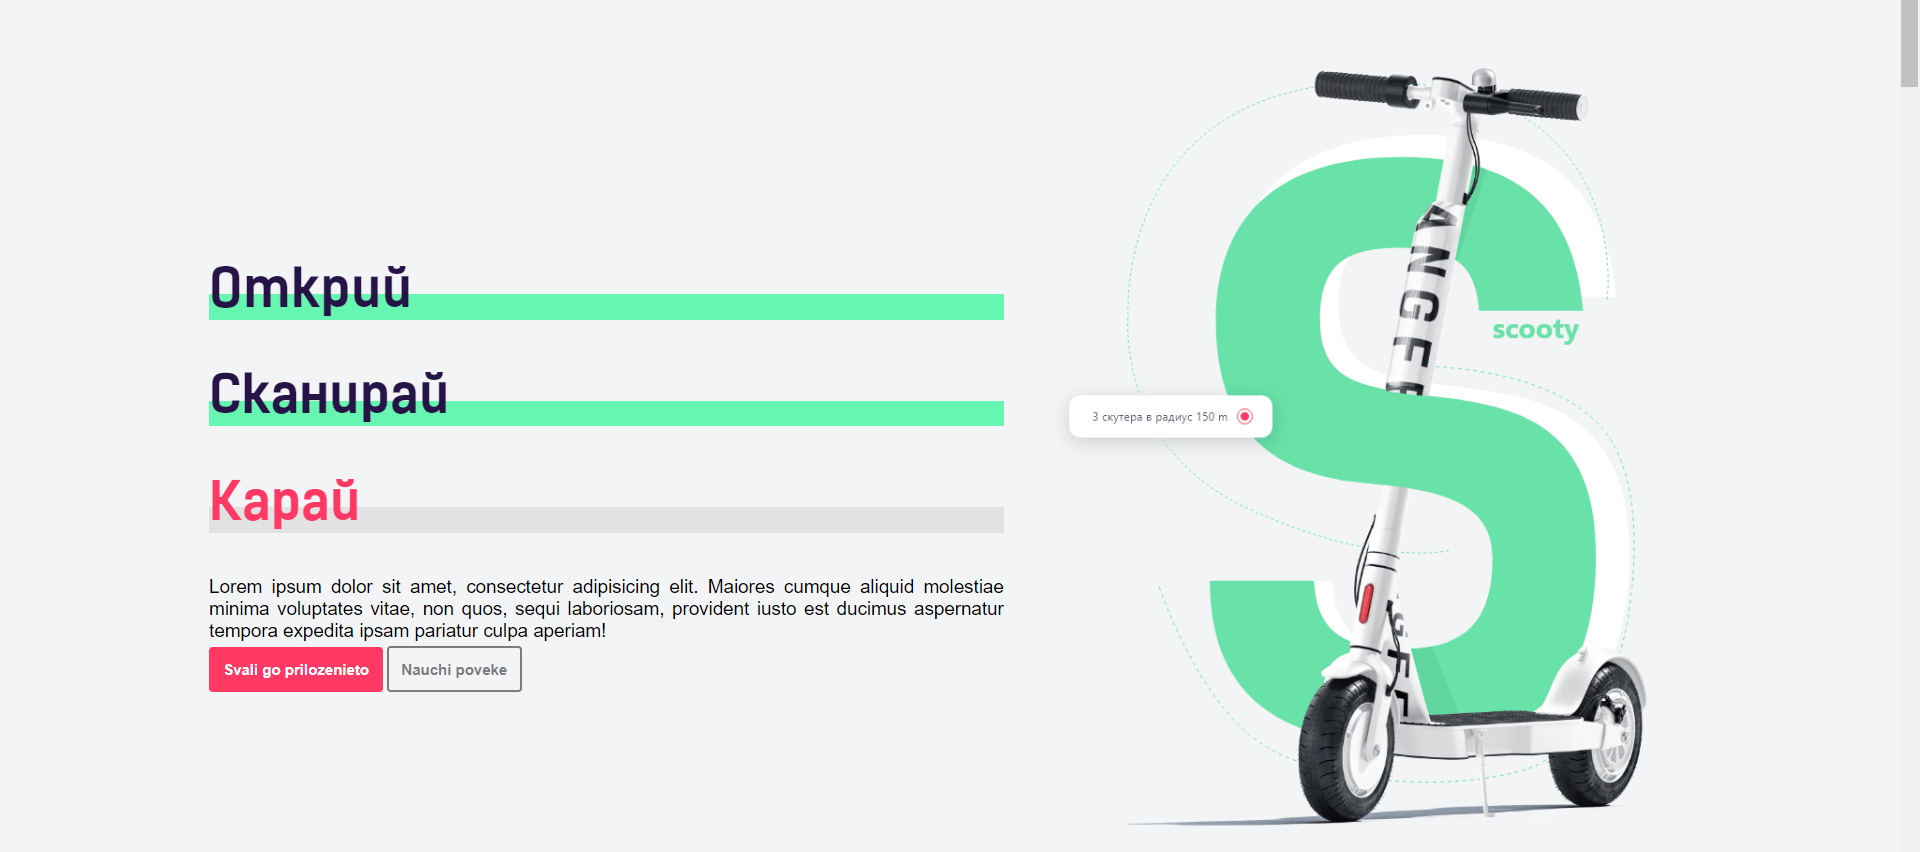 Открий
Сканирай
Карай
Lorem ipsum dolor sit amet, consectetur adipisicing elit. Maiores cumque aliquid molestiae
minima voluptates vitae, non quos, sequi laboriosam, provident iusto est ducimus aspernatur
tempora expedita ipsam pariatur culpa aperiam!
Svali go prilozenieto
Nauchi poveke
S
scooty
3 скутера в радиус 150 m